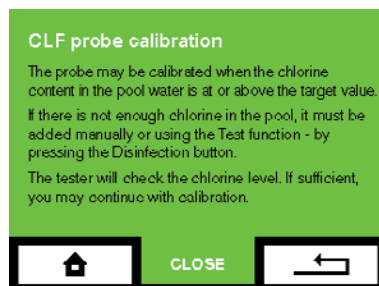 CLF probe calibration
The probe may be calibrated when the chlorine
content in the pool water is at or above the target value.
If there is not enough chlorine in the pool, it must be
added manually or using the Test function - by
pressing the Disinfection button.
The tester will check the chlorine level. If sufficient,
you may continue with calibration.
CLOSE